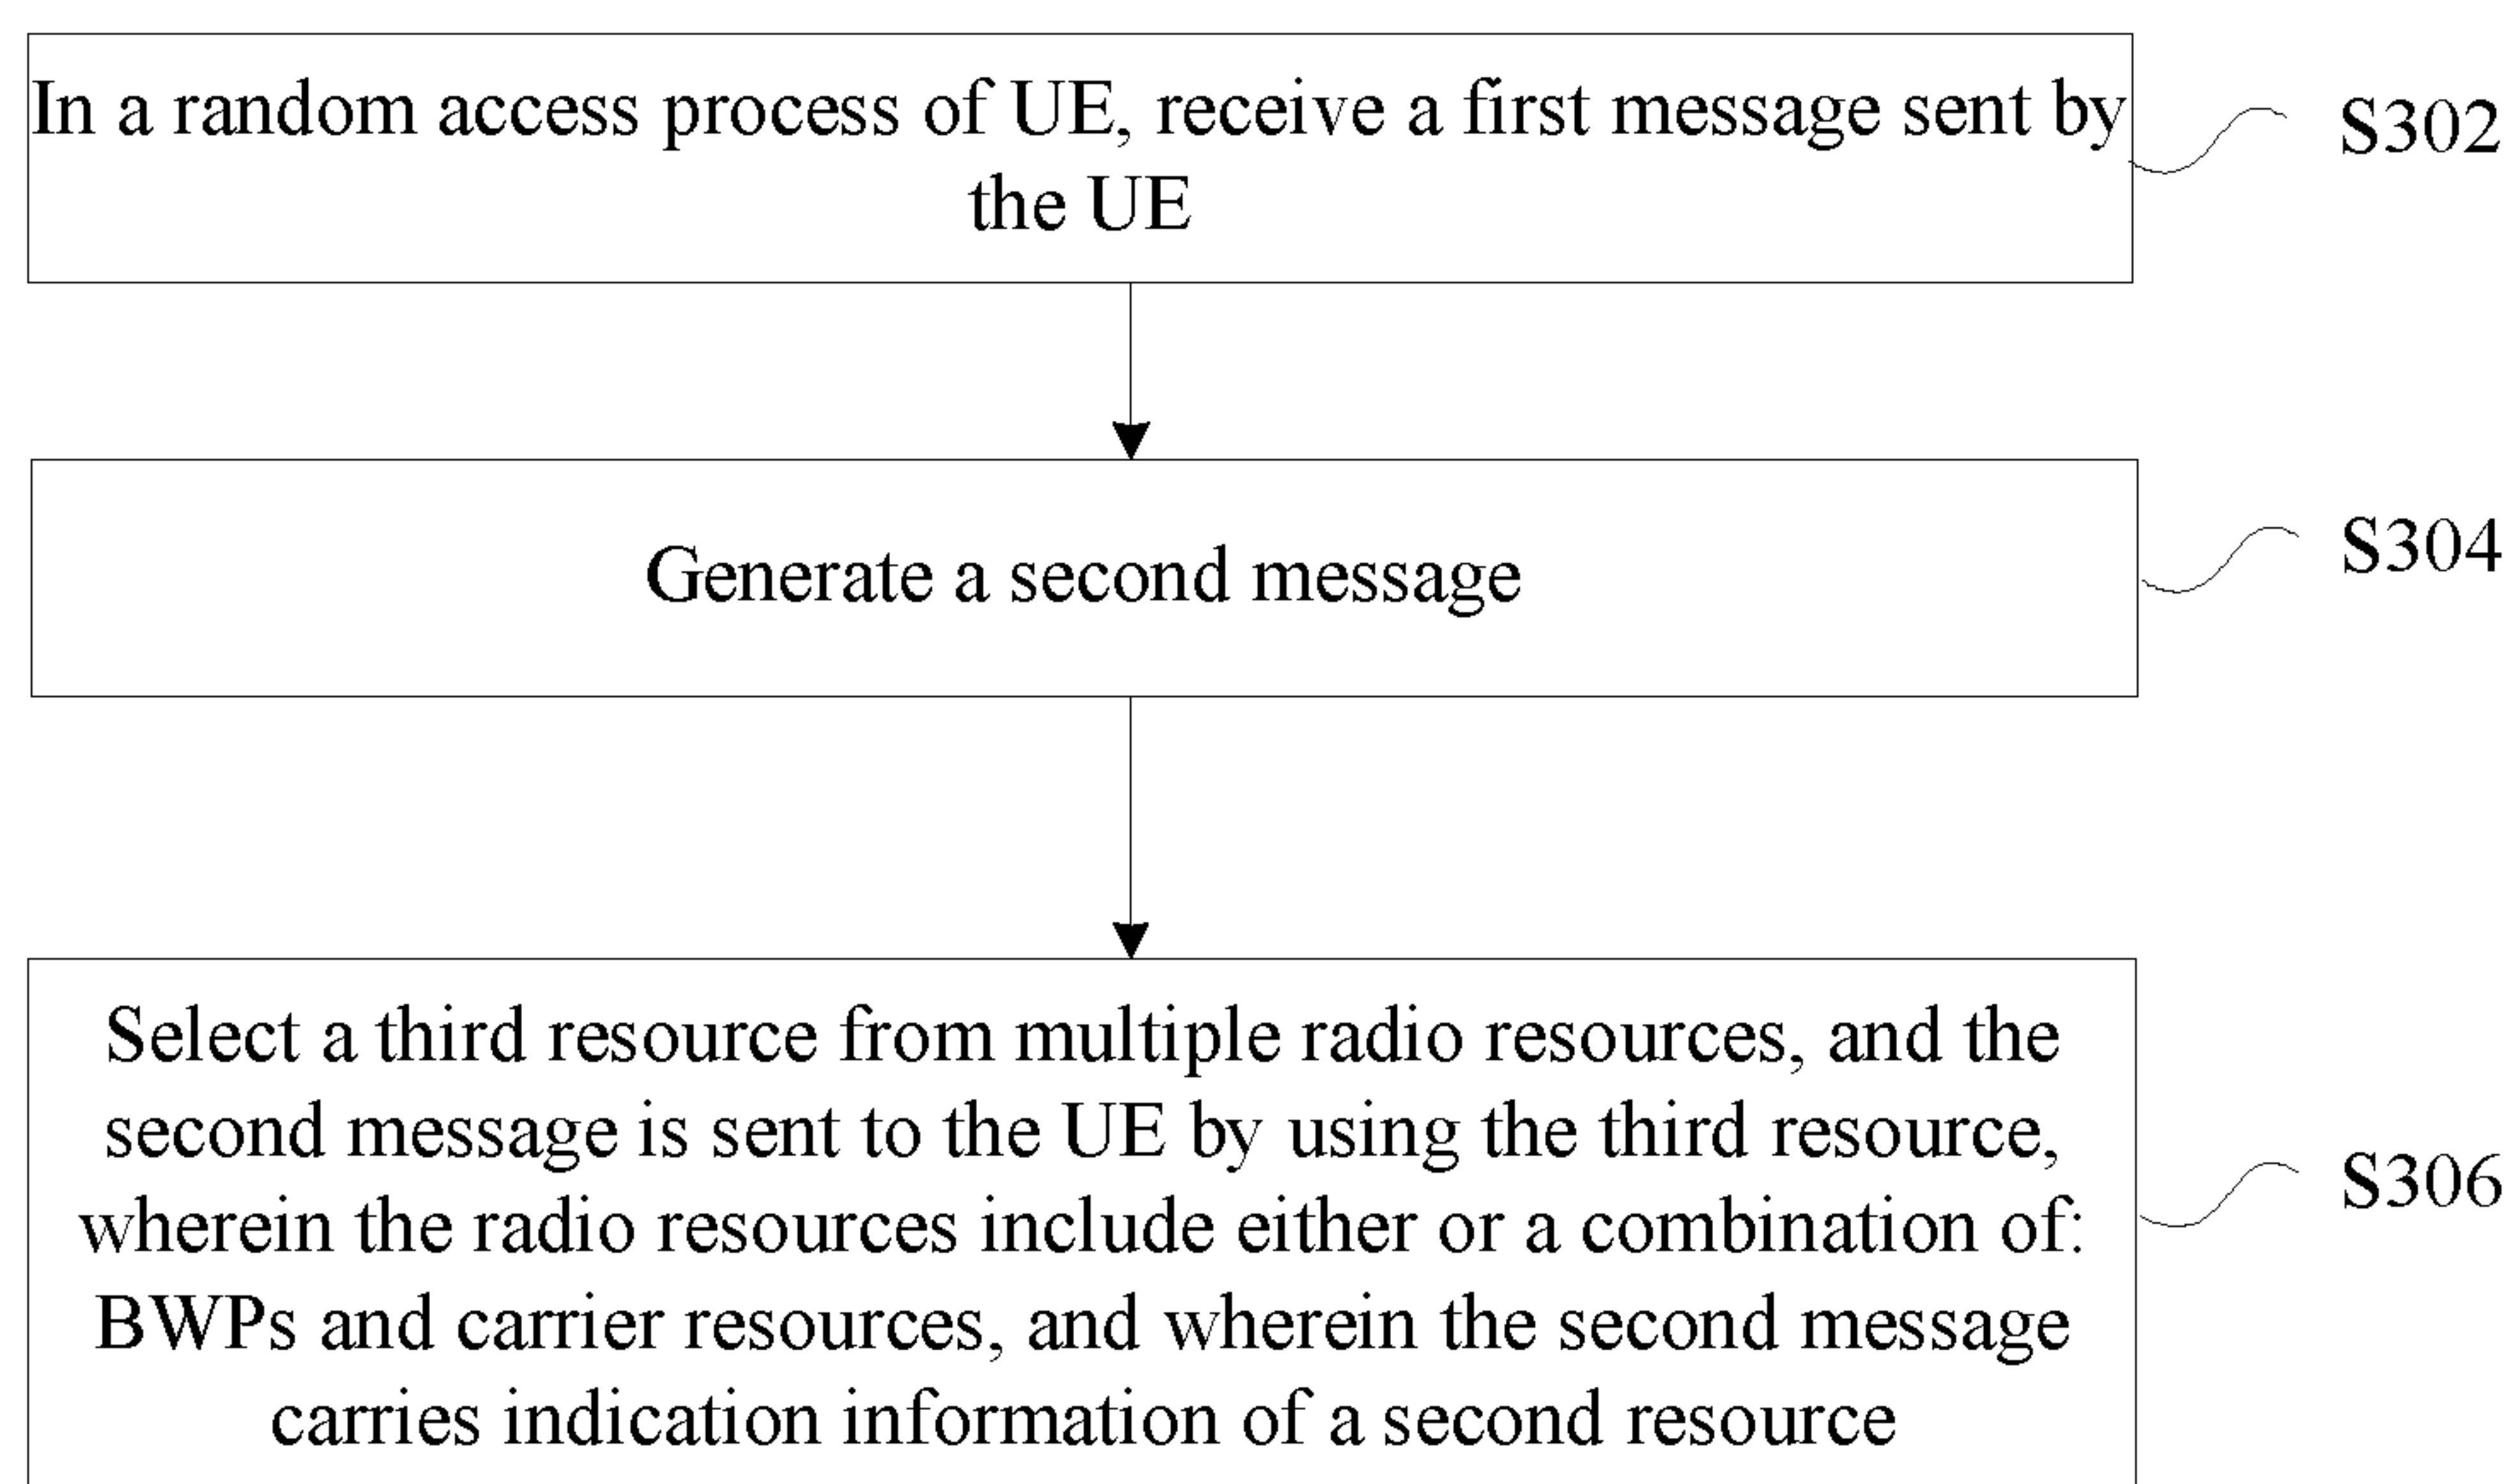 In a random access process of UE, receive a first message sent by
the UE
S302
Generate a second message
S304
Select a third resource from multiple radio resources, and the
second message is sent to the UE by using the third resource,
wherein the radio resources include either or a combination of:
BWPs and carrier resources, and wherein the second message
carries indication information of a second resource
S306